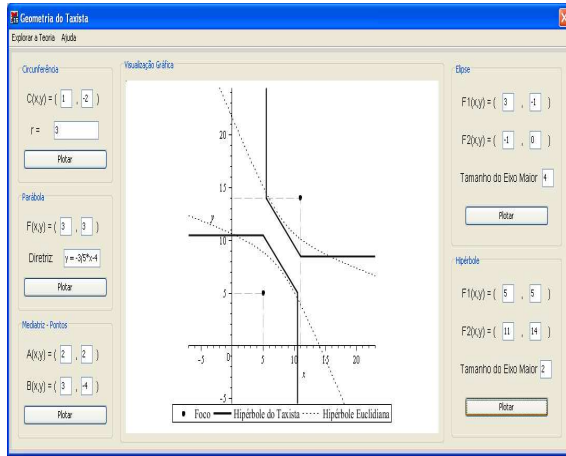 Geometria do Taxista
Explorar a Teoria Ajuda
Circunferência
C(x,y) = ( 1 , -2 )
r = 3
Plotar
Parábola
F(x,y) = ( 3 , 3 )
Diretriz y = -3/5*x-4
Plotar
Mediatriz - Pontos
A(x,y) = ( 2 , 2 )
B(x,y) = ( 3 , -4 )
Plotar
Visualização Gráfica
20
15
y
10
5
-5 0 5 10 15 20
x
-5
Foco Hipérbole do Taxista Hipérbole Euclidiana
Elipse
F1(x,y) = ( 3 , -1 )
F2(x,y) = ( -1 , 0 )
Tamanho do Eixo Maior 4
Plotar
Hipérbole
F1(x,y) = ( 5 , 5 )
F2(x,y) = ( 11 , 14 )
Tamanho do Eixo Maior 2
Plotar